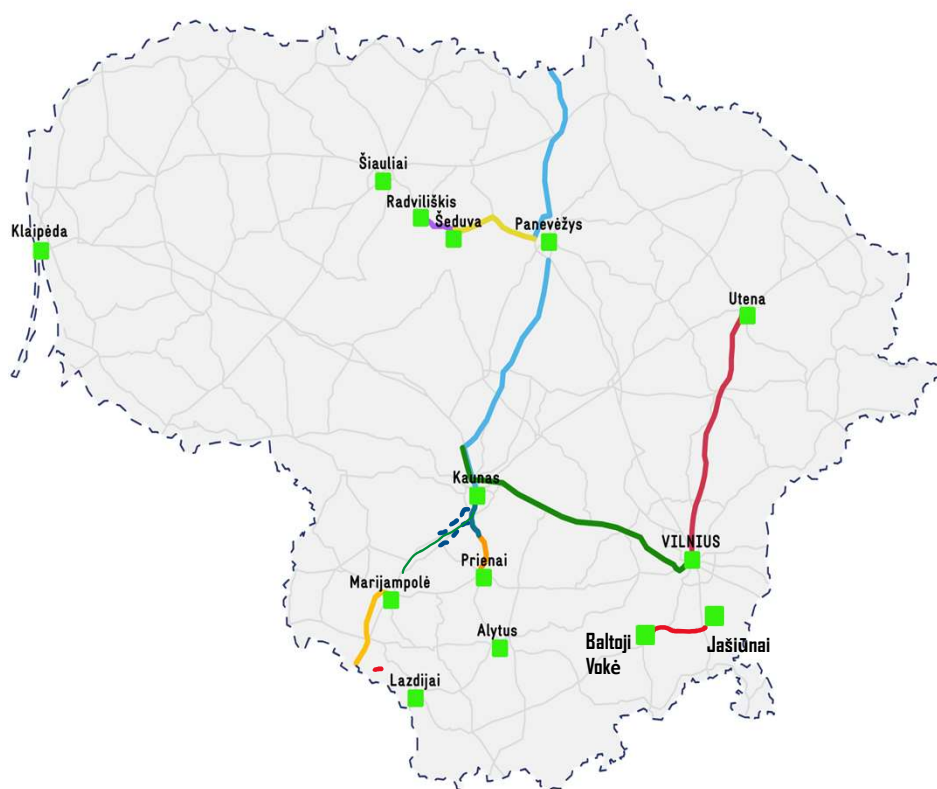 Šiauliai
Radviliškis
Šeduva
Panevėžys
Klaipėda
Utena
Kaunas
VILNIUS
Prienai
Marijampolė
Alytus
Baltoji
Vokė
Jašiūnai
Lazdijai